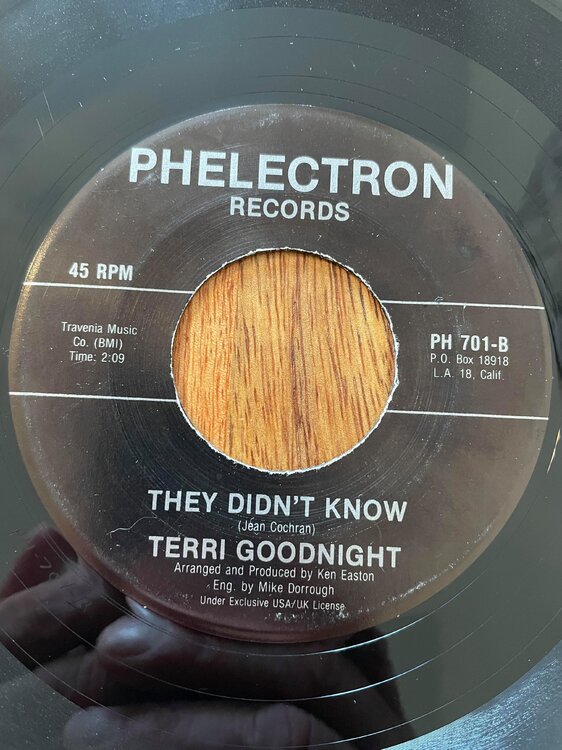 PHELECTRON
RECORDS
45 RPM
Travenia Music
Co. (BMI)
Time: 2:09
PH 701-B
P.O. Box 18918
L.A. 18, Calif.
THEY DIDN'T KNOW
(Jean Cochran)
TERRI GOODNIGHT
Arranged and Produced by Ken Easton
Eng. by Mike Dorrough
Under Exclusive USA/UK License